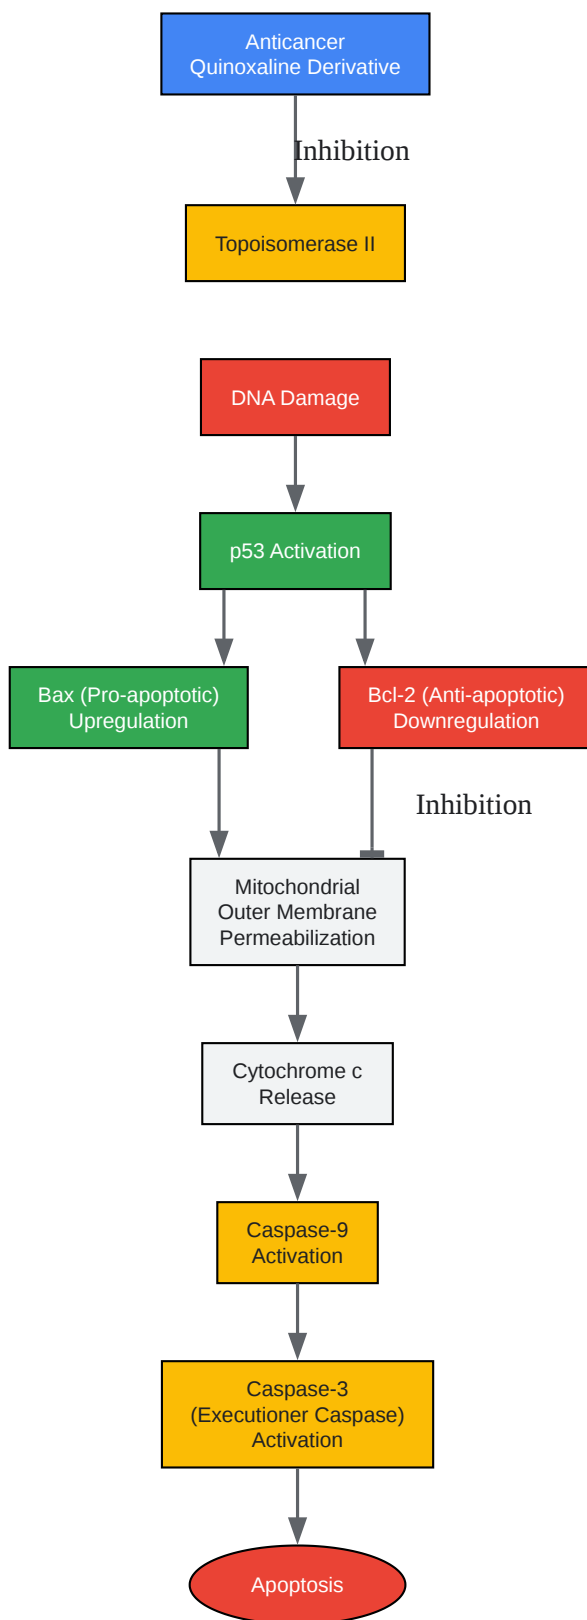 Anticancer
Quinoxaline Derivative
Inhibition
Topoisomerase II
DNA Damage
p53 Activation
Bax (Pro-apoptotic)
Upregulation
Bcl-2 (Anti-apoptotic)
Downregulation
Inhibition
Mitochondrial
Outer Membrane
Permeabilization
Cytochrome c
Release
Caspase-9
Activation
Caspase-3
(Executioner Caspase)
Activation
Apoptosis